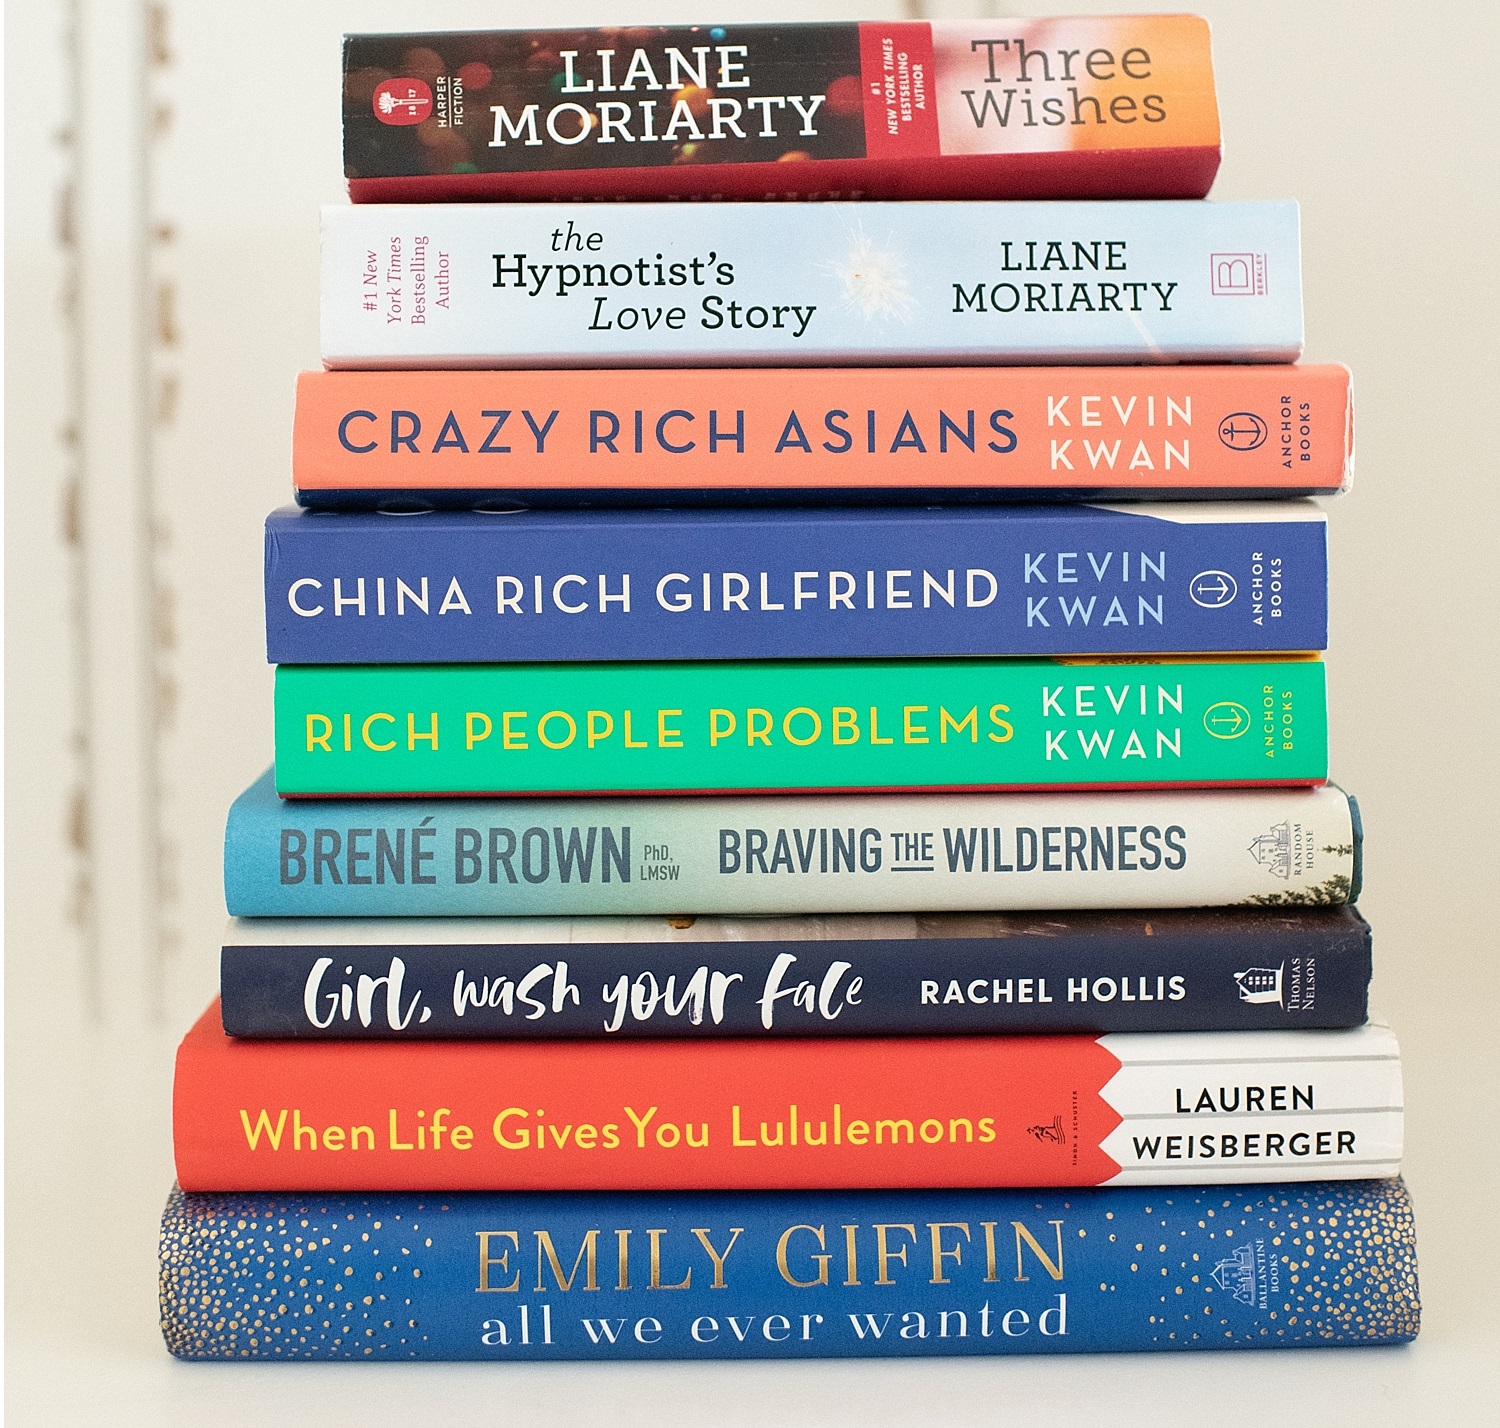 18 17
HARPER
FICTION
LIANE
MORIARTY
#1
NEW YORK TIMES
BESTSELLING
AUTHOR
Three
Wishes
#1 New
York Times
Bestselling
Author
the
Hypnotist's
Love Story
LIANE
MORIARTY
B
BERKLEY
CRAZY RICH ASIANS
KEVIN
KWAN
ANCHOR
BOOKS
CHINA RICH GIRLFRIEND
KEVIN
KWAN
ANCHOR
BOOKS
RICH PEOPLE PROBLEMS
KEVIN
KWAN
ANCHOR
BOOKS
BRENÉ BROWN
PhD,
LMSW
BRAVING THE WILDERNESS
RANDOM
HOUSE
Girl, wash your face
RACHEL HOLLIS
THOMAS
NELSON
When Life Gives You Lululemons
SIMON & SCHUSTER
LAUREN
WEISBERGER
EMILY GIFFIN
all we ever wanted
BALLANTINE
BOOKS